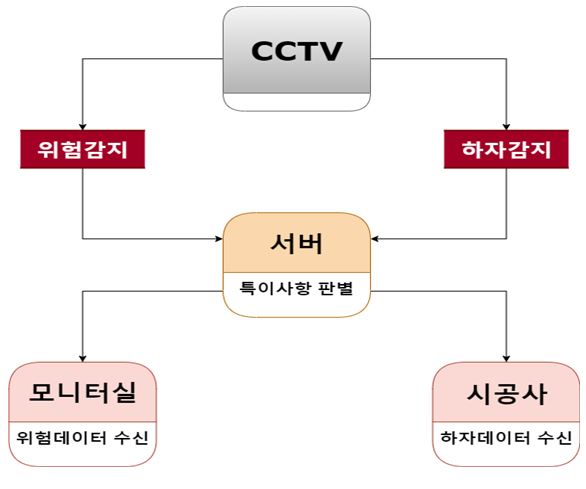 CCTV
위험감지
하자감지
서버
특이사항 판별
모니터실
위험데이터 수신
시공사
하자데이터 수신